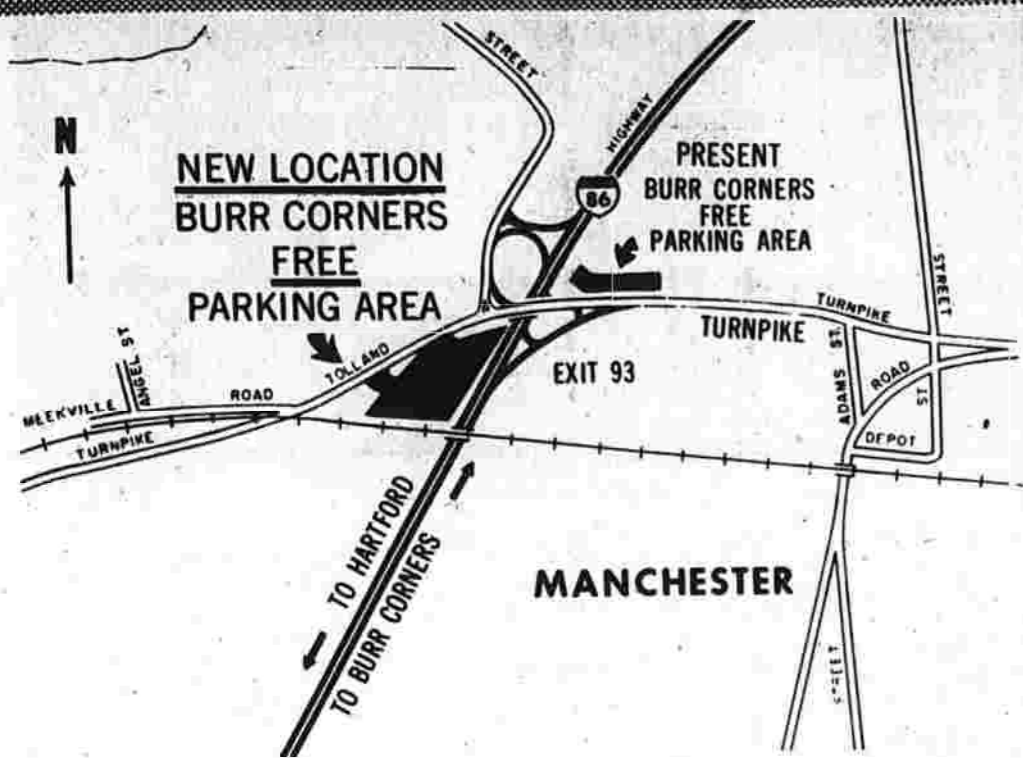 STREET
HIGHWAY
86
N
NEW LOCATION
BURR CORNERS
FREE
PARKING AREA
PRESENT
BURR CORNERS
FREE
PARKING AREA
STREET
TURNPIKE
TURNPIKE
ADAMS ST.
ROAD
ST
DEPOT
EXIT 93
TOLLAND
ANGEL ST
MEEKVILLE
ROAD
TURNPIKE
TO HARTFORD
TO BURR CORNERS
MANCHESTER
STREET